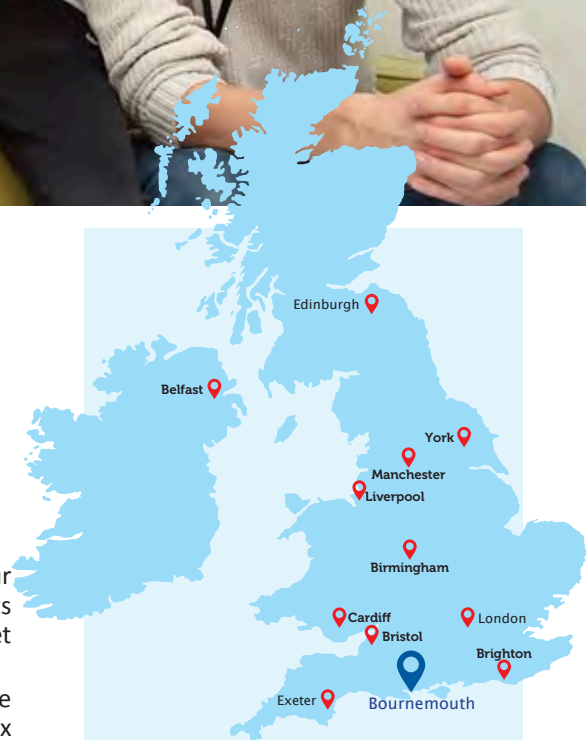 Edinburgh
Belfast
York
Manchester
Liverpool
Birmingham
Cardiff
London
Bristol
Brighton
Exeter
Bournemouth